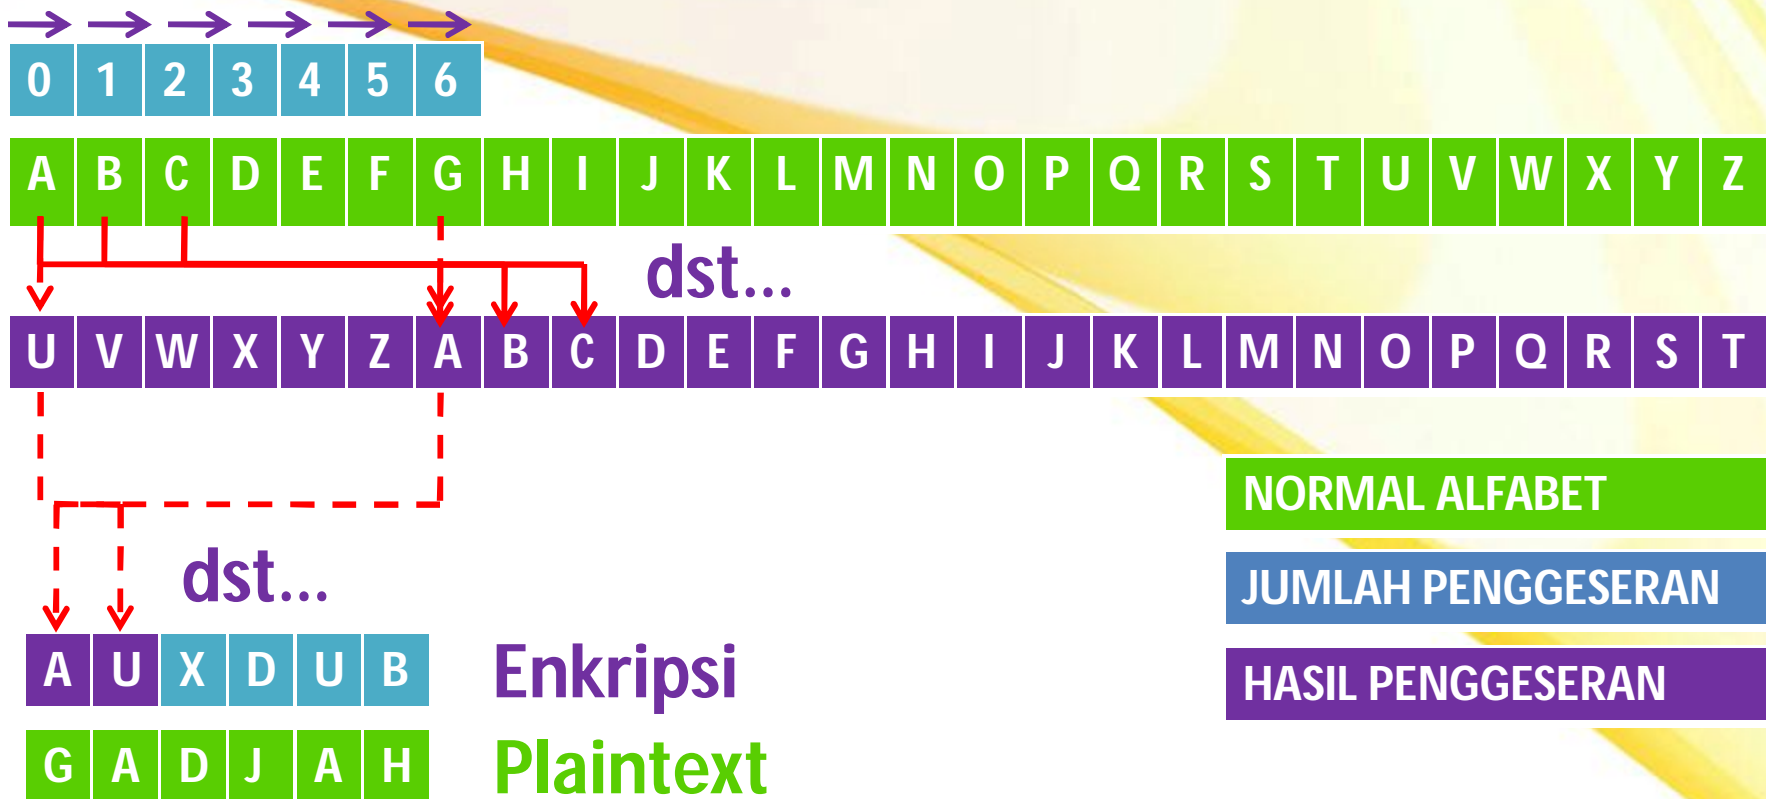 0 1 2 3 4 5 6
A B C D E F G H I J K L M N O P Q R S T U V W X Y Z
dst...
U V W X Y Z A B C D E F G H I J K L M N O P Q R S T
NORMAL ALFABET
dst...
JUMLAH PENGGESERAN
A U X D U B Enkripsi
HASIL PENGGESERAN
G A D J A H Plaintext